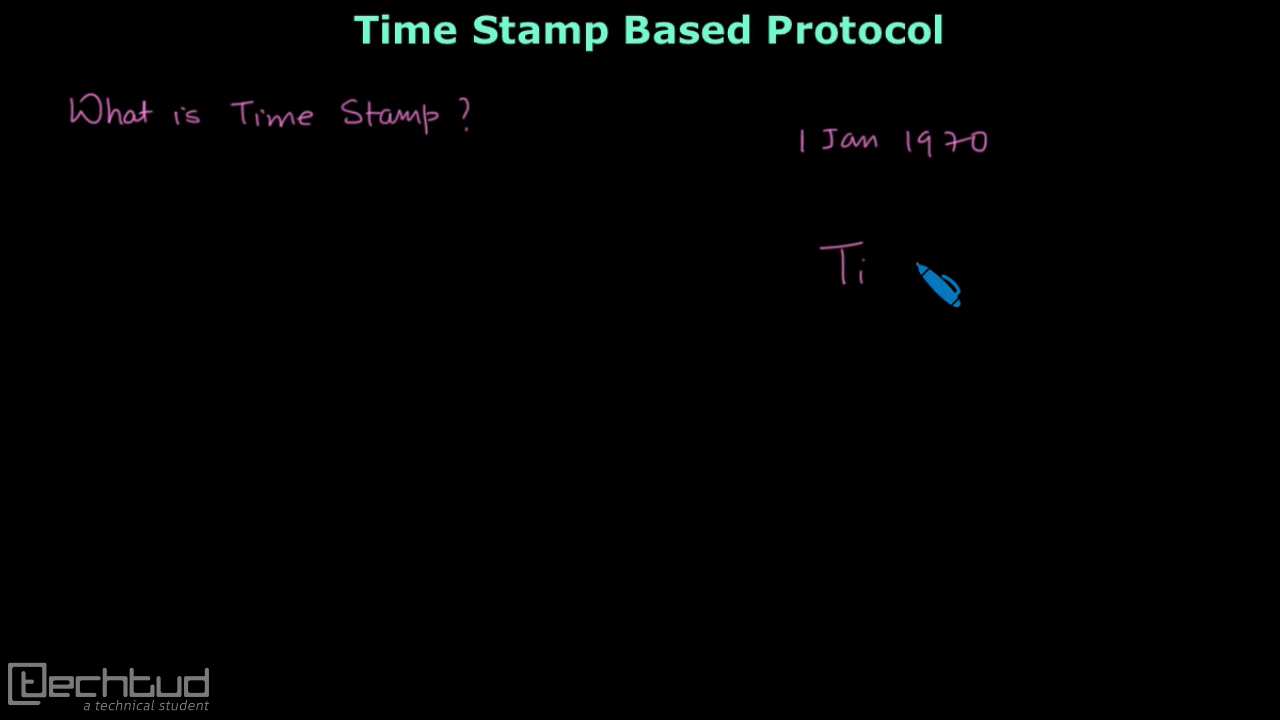 Time Stamp Based Protocol
What is Time Stamp?
1 Jan 1970
Ti
techtud
a technical student